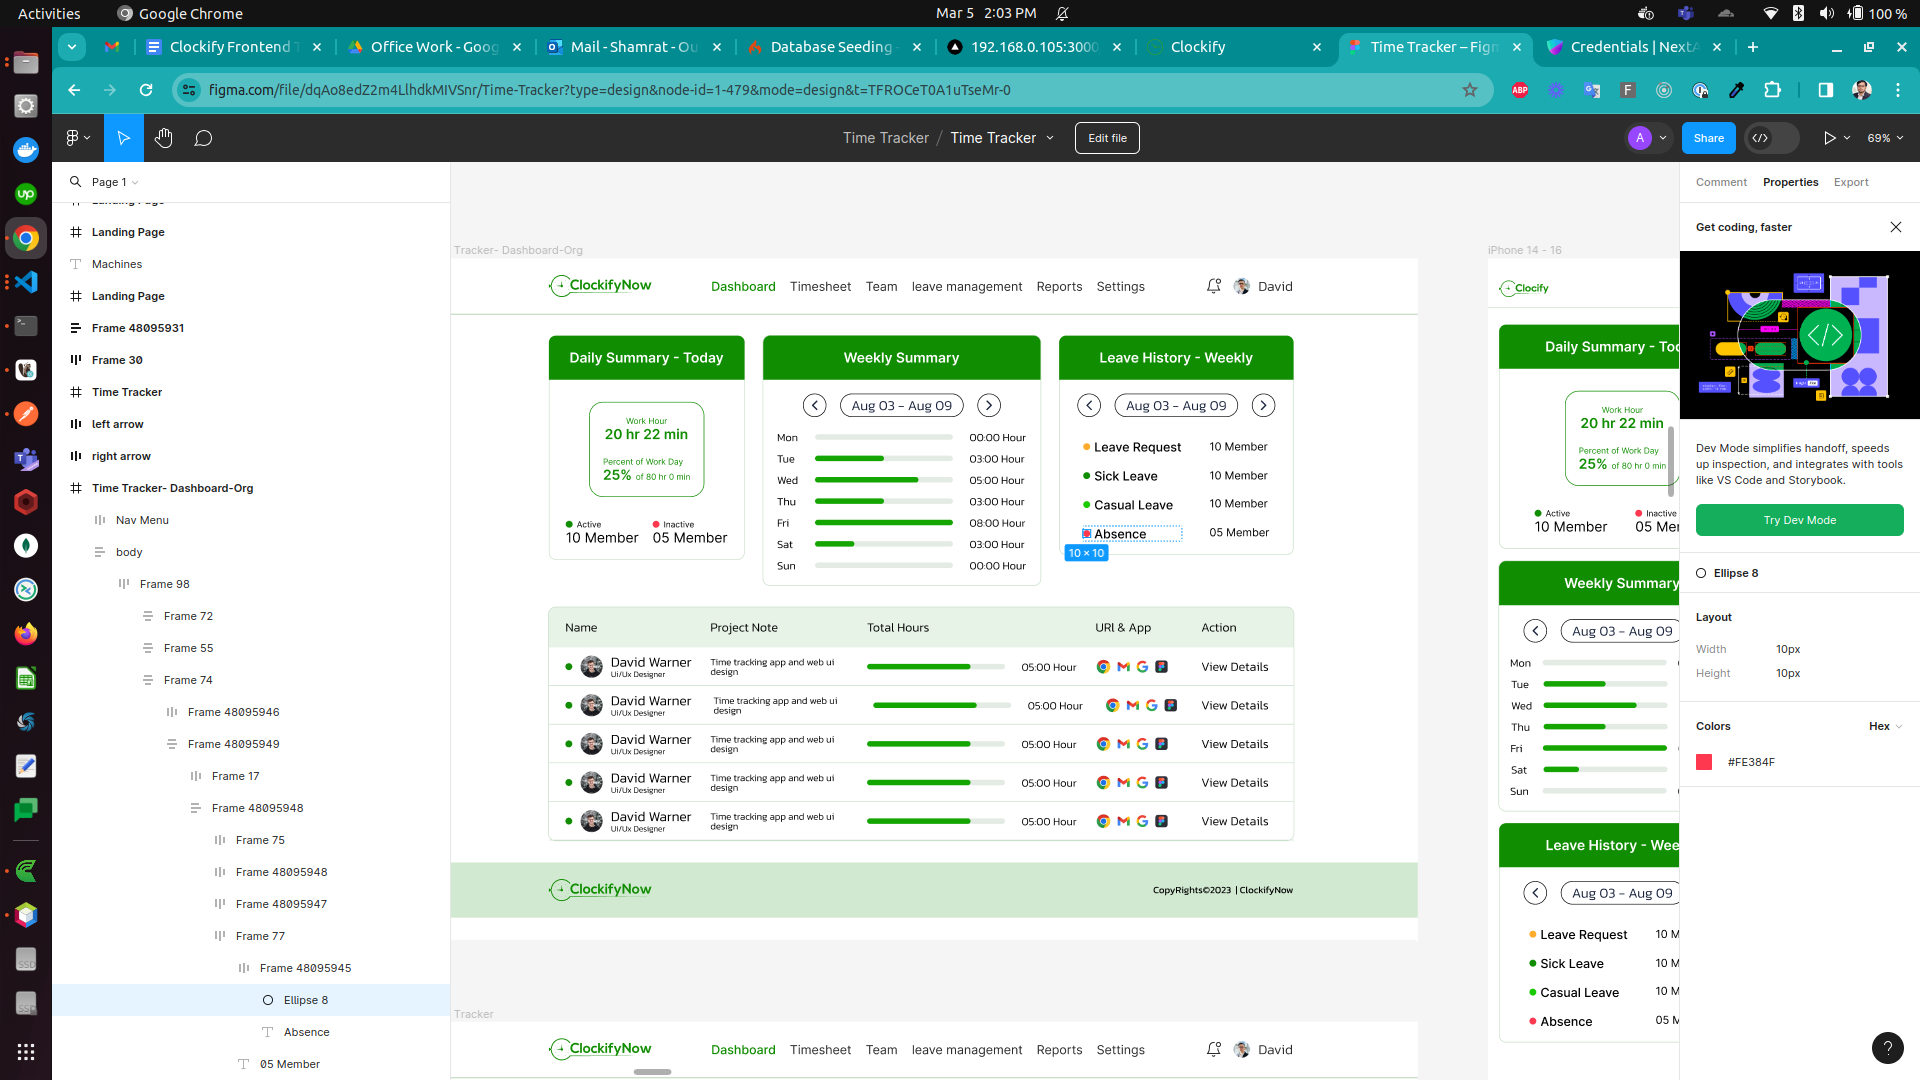 Activities
Google Chrome
Mar 5 2:03 PM
100 %
Clockify Frontend T
Office Work - Goog
Mail - Shamrat - Ou
Database Seeding -
192.168.0.105:3000
Clockify
Time Tracker – Figm
Credentials | NextA
figma.com/file/dqAo8edZ2m4LlhdkMIVSnr/Time-Tracker?type=design&node-id=1-479&mode=design&t=TFROCeT0A1uTseMr-0
ABP
Time Tracker / Time Tracker
Edit file
A
Share
69%
Page 1
Landing Page
Landing Page
Machines
Landing Page
Frame 48095931
Frame 30
Time Tracker
left arrow
right arrow
Time Tracker- Dashboard-Org
Nav Menu
body
Frame 98
Frame 72
Frame 55
Frame 74
Frame 48095946
Frame 48095949
Frame 17
Frame 48095948
Frame 75
Frame 48095948
Frame 48095947
Frame 77
Frame 48095945
Ellipse 8
Absence
05 Member
Tracker- Dashboard-Org
ClockifyNow
Dashboard Timesheet Team leave management Reports Settings
David
Daily Summary - Today
Work Hour
20 hr 22 min
Percent of Work Day
25% of 80 hr 0 min
Active
10 Member
Inactive
05 Member
Weekly Summary
Aug 03 - Aug 09
Mon 00:00 Hour
Tue 03:00 Hour
Wed 05:00 Hour
Thu 03:00 Hour
Fri 08:00 Hour
Sat 03:00 Hour
Sun 00:00 Hour
Leave History - Weekly
Aug 03 - Aug 09
Leave Request 10 Member
Sick Leave 10 Member
Casual Leave 10 Member
Absence 05 Member
10 × 10
Name Project Note Total Hours URl & App Action
David Warner
Ui/Ux Designer
Time tracking app and web ui
design
05:00 Hour
View Details
David Warner
Ui/Ux Designer
Time tracking app and web ui
design
05:00 Hour
View Details
David Warner
Ui/Ux Designer
Time tracking app and web ui
design
05:00 Hour
View Details
David Warner
Ui/Ux Designer
Time tracking app and web ui
design
05:00 Hour
View Details
David Warner
Ui/Ux Designer
Time tracking app and web ui
design
05:00 Hour
View Details
ClockifyNow
CopyRights©2023 | ClockifyNow
Tracker
ClockifyNow
Dashboard Timesheet Team leave management Reports Settings
David
iPhone 14 - 16
Clocify
Daily Summary - Toc
Work Hour
20 hr 22 min
Percent of Work Day
25% of 80 hr 0 min
Active
10 Member
Inactive
05 Mer
Weekly Summary
Aug 03 - Aug 09
Mon
Tue
Wed
Thu
Fri
Sat
Sun
Leave History - Wee
Aug 03 - Aug 09
Leave Request 10 M
Sick Leave 10 M
Casual Leave 10 M
Absence 05 M
Comment Properties Export
Get coding, faster
Dev Mode simplifies handoff, speeds
up inspection, and integrates with tools
like VS Code and Storybook.
Try Dev Mode
Ellipse 8
Layout
Width 10px
Height 10px
Colors
Hex
#FE384F
?